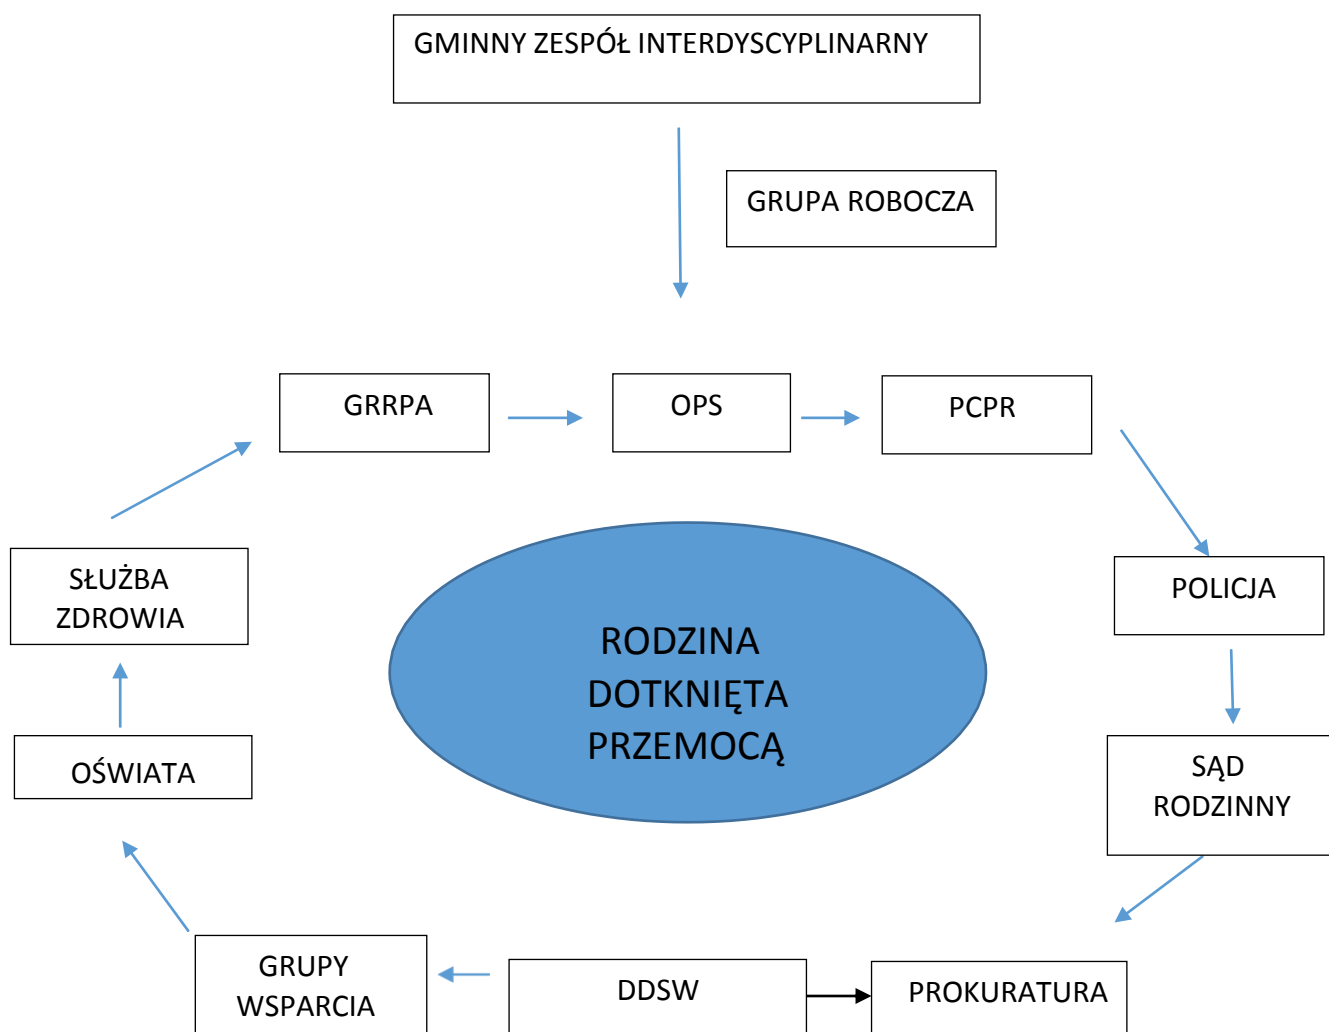 GMINNY ZESPÓŁ INTERDYSCYPLINARNY
GRUPA ROBOCZA
GRRPA
OPS
PCPR
SŁUŻBA
ZDROWIA
POLICJA
RODZINA
DOTKNIĘTA
PRZEMOCĄ
OŚWIATA
SĄD
RODZINNY
GRUPY
WSPARCIA
DDSW
PROKURATURA